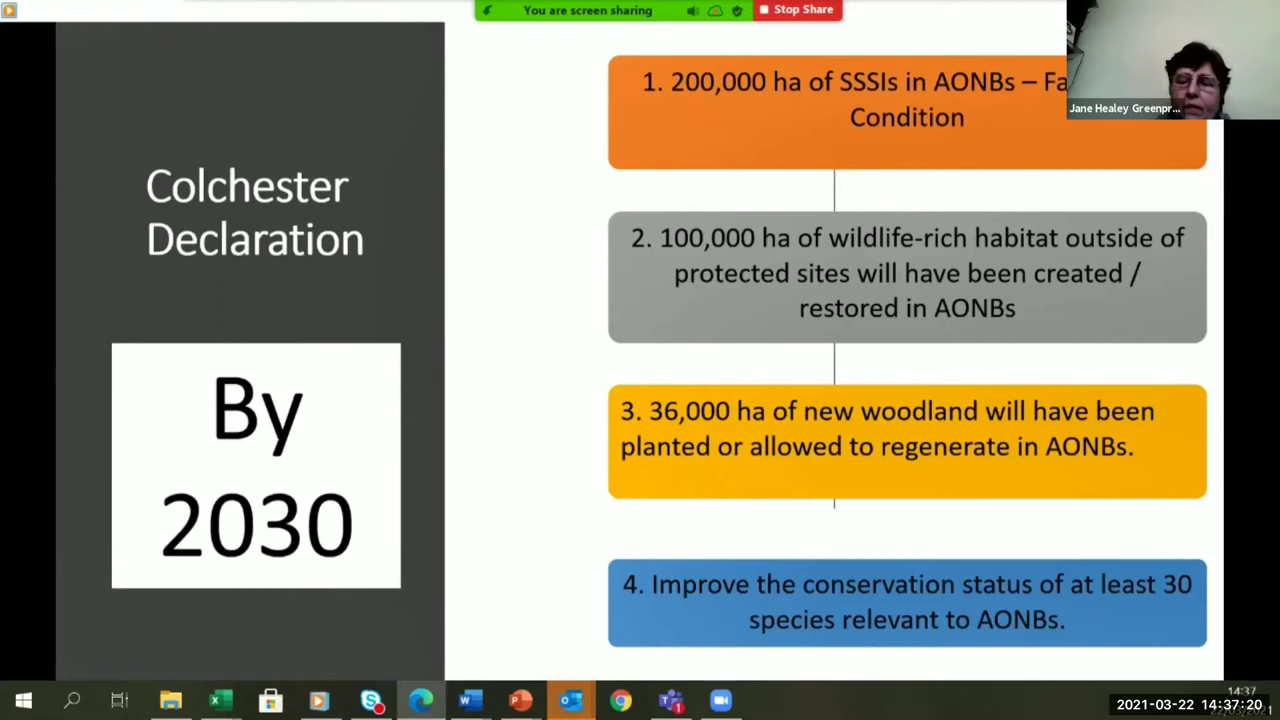 You are screen sharing
Stop Share
Jane Healey Greenpr...
Colchester
Declaration
By
2030
1. 200,000 ha of SSSIs in AONBs –
Condition
2. 100,000 ha of wildlife-rich habitat outside of
protected sites will have been created /
restored in AONBs
3. 36,000 ha of new woodland will have been
planted or allowed to regenerate in AONBs.
4. Improve the conservation status of at least 30
species relevant to AONBs.
14:37
2021-03-22 14:37:20